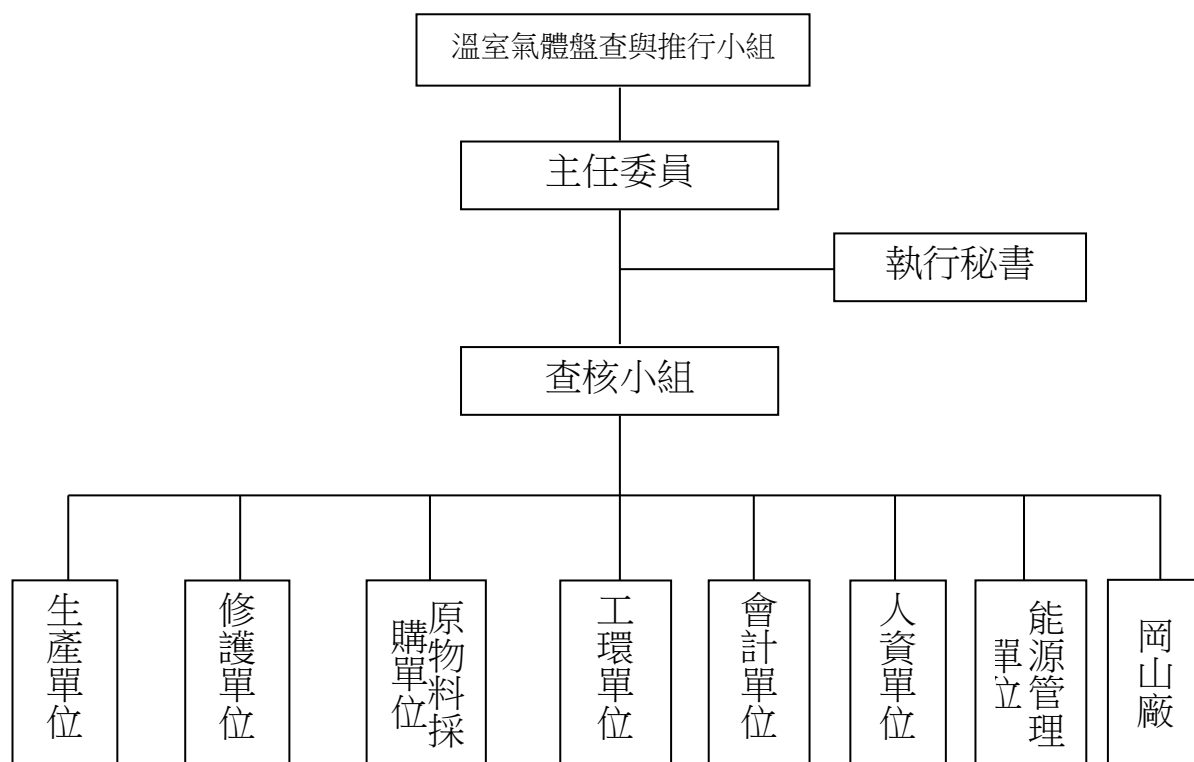 溫室氣體盤查與推行小組
主任委員
執行秘書
查核小組
生產單位
修護單位
原物料採
購單位
工環單位
會計單位
人資單位
能源管理
單位
岡山廠